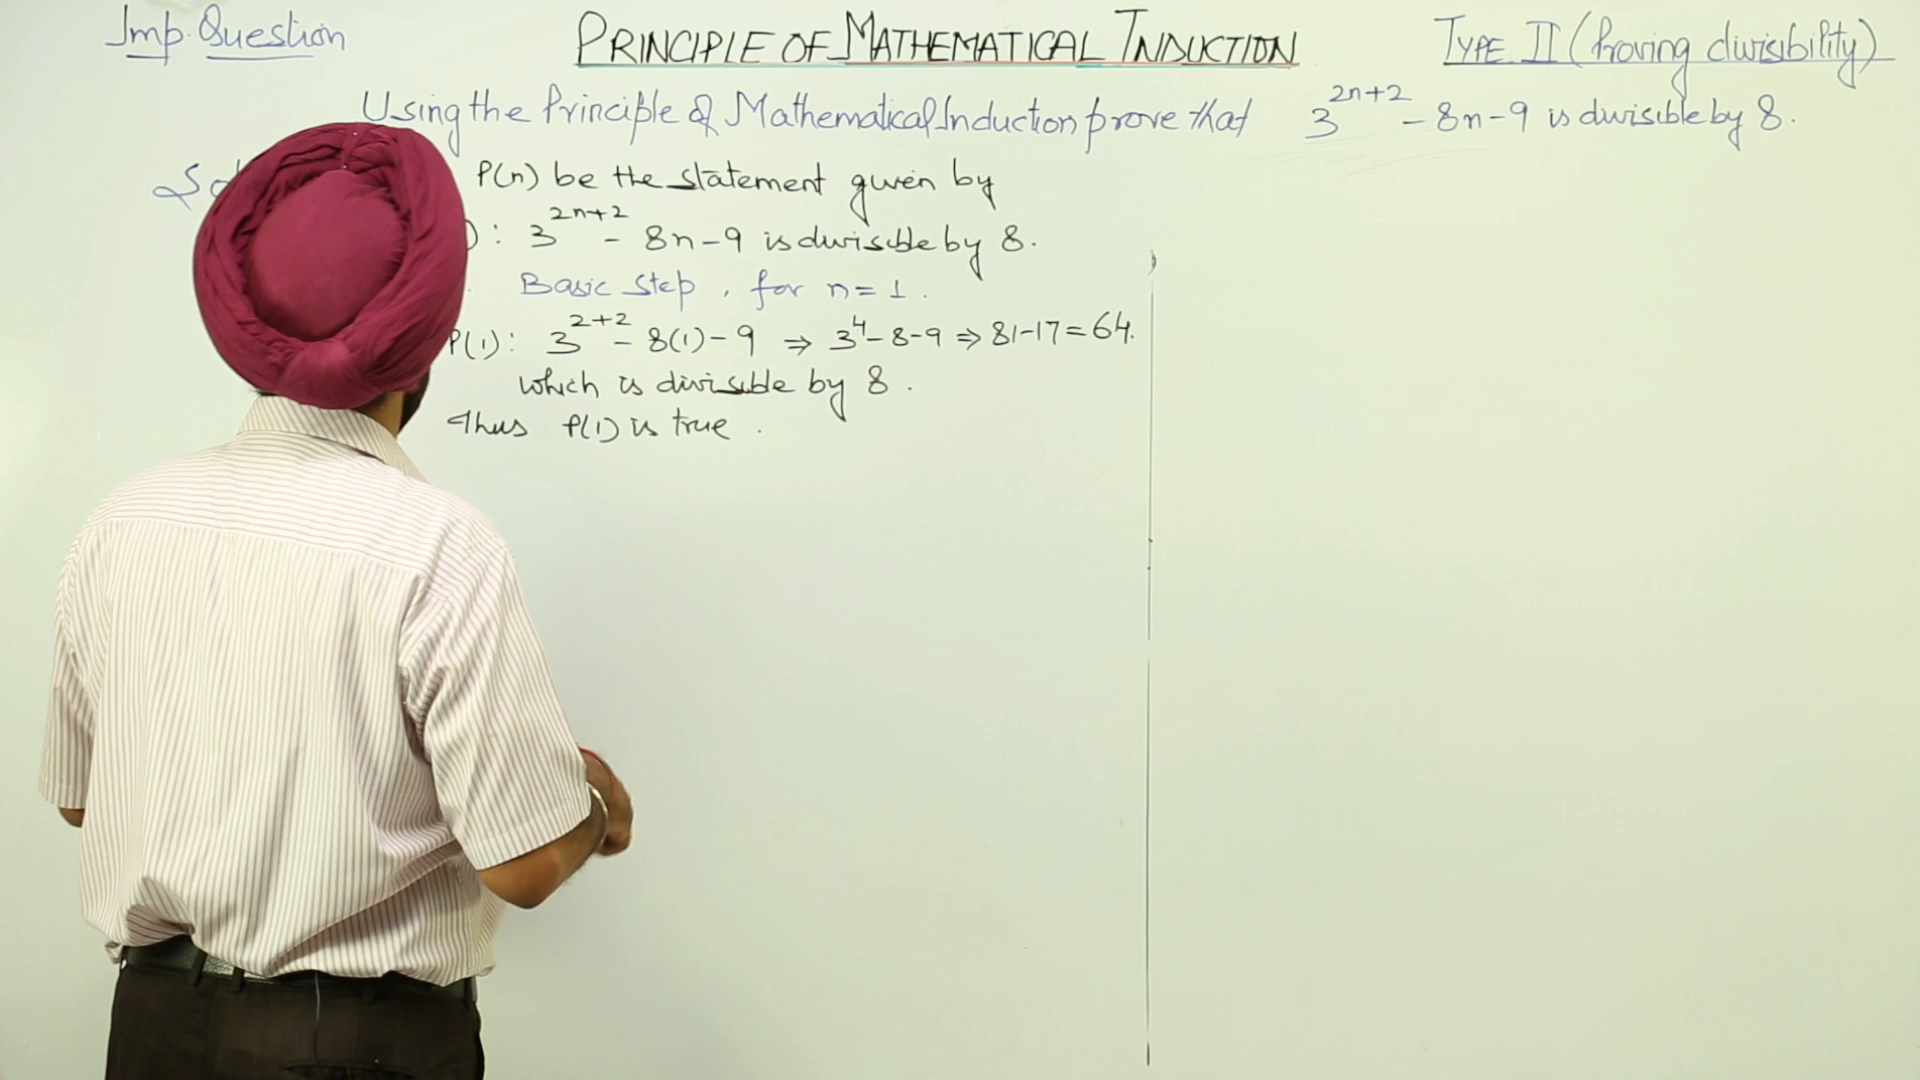 Imp. Question
PRINCIPLE OF MATHEMATICAL INDUCTION
TYPE II (Proving divisibility)
Using the Principle of Mathematical Induction prove that 3^{2n+2} - 8n - 9 is divisible by 8.
P(n) be the statement given by
): 3^{2n+2} - 8n - 9 is divisible by 8.
Basic Step, for n = 1.
P(1): 3^{2+2} - 8(1) - 9 ⇒ 3^4 - 8 - 9 ⇒ 81 - 17 = 64.
which is divisible by 8.
Thus P(1) is true.